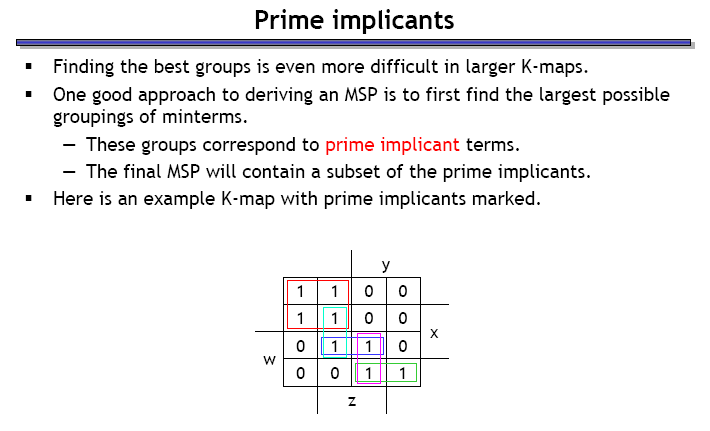 Prime implicants
▪ Finding the best groups is even more difficult in larger K-maps.
▪ One good approach to deriving an MSP is to first find the largest possible
groupings of minterms.
— These groups correspond to prime implicant terms.
— The final MSP will contain a subset of the prime implicants.
▪ Here is an example K-map with prime implicants marked.
y
1 1 0 0
1 1 0 0
x
0 1 1 0
w
0 0 1 1
z